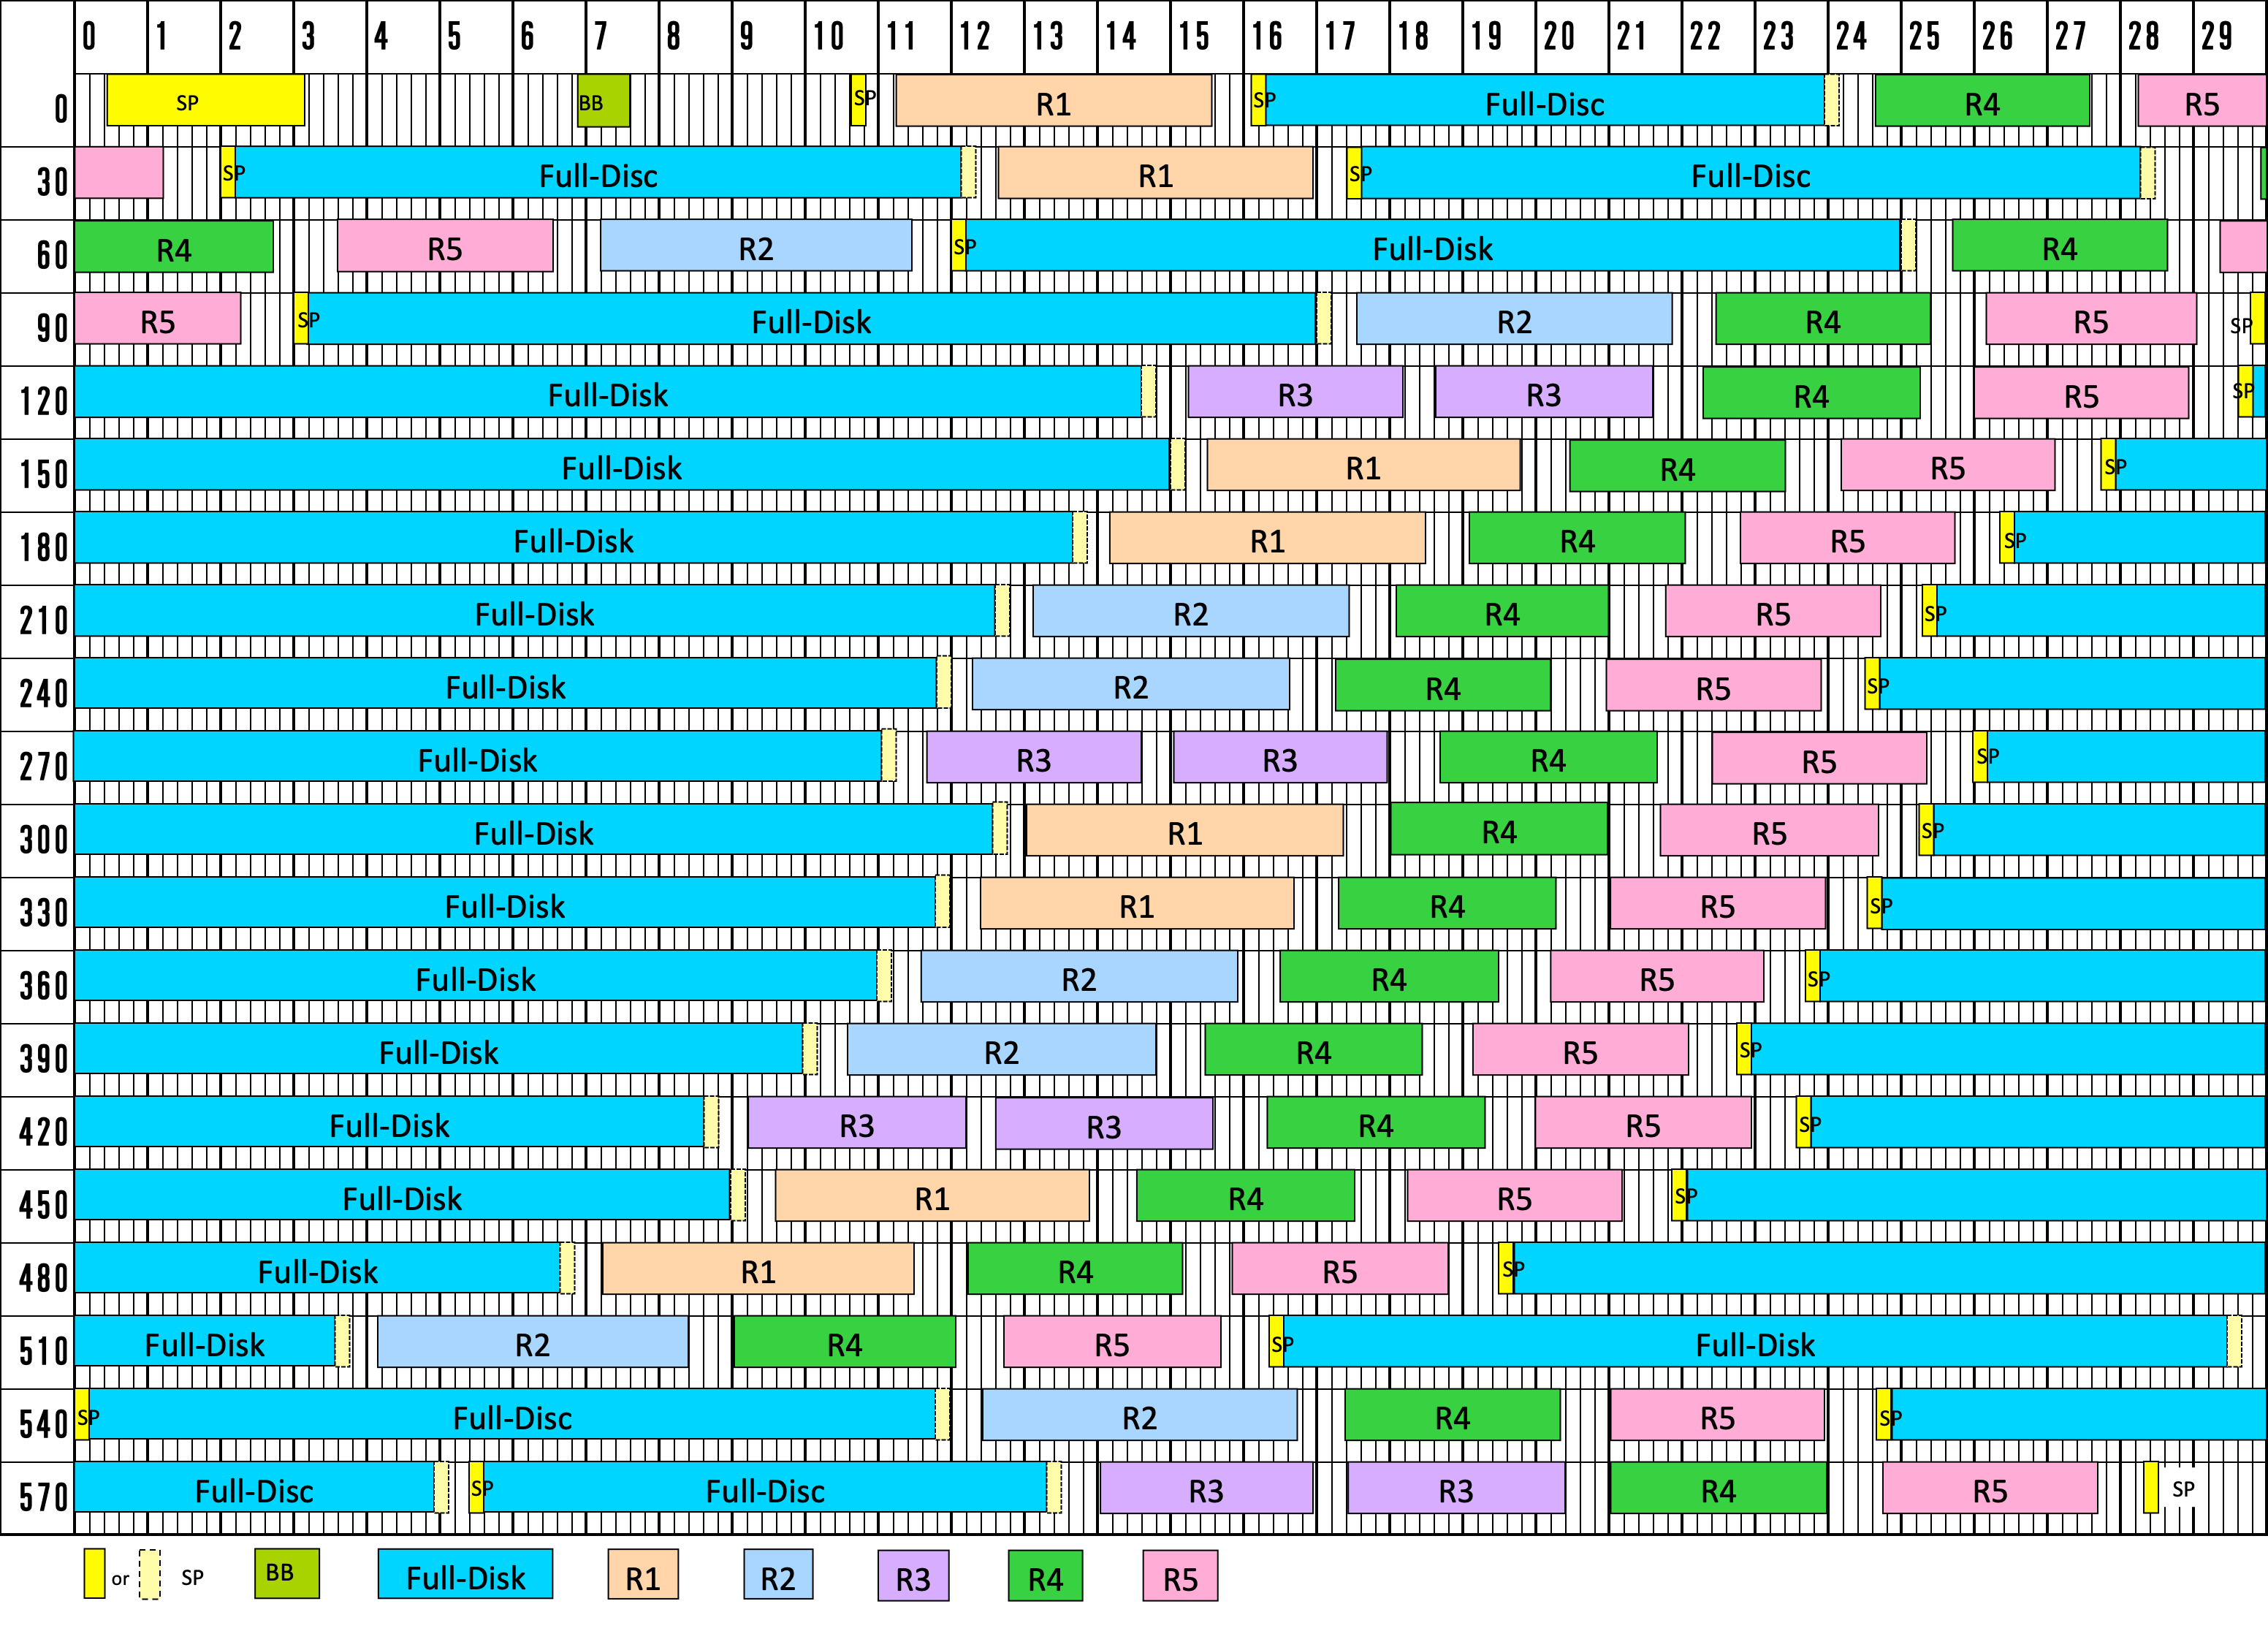 0 1 2 3 4 5 6 7 8 9 10 11 12 13 14 15 16 17 18 19 20 21 22 23 24 25 26 27 28 29
0 SP BB SP R1 SP Full-Disc R4 R5
30 SP Full-Disc R1 SP Full-Disc
60 R4 R5 R2 SP Full-Disk R4
90 R5 SP Full-Disk R2 R4 R5 SP
120 Full-Disk R3 R3 R4 R5 SP
150 Full-Disk R1 R4 R5 SP
180 Full-Disk R1 R4 R5 SP
210 Full-Disk R2 R4 R5 SP
240 Full-Disk R2 R4 R5 SP
270 Full-Disk R3 R3 R4 R5 SP
300 Full-Disk R1 R4 R5 SP
330 Full-Disk R1 R4 R5 SP
360 Full-Disk R2 R4 R5 SP
390 Full-Disk R2 R4 R5 SP
420 Full-Disk R3 R3 R4 R5 SP
450 Full-Disk R1 R4 R5 SP
480 Full-Disk R1 R4 R5 SP
510 Full-Disk R2 R4 R5 SP Full-Disk
540 SP Full-Disc R2 R4 R5 SP
570 Full-Disc SP Full-Disc R3 R3 R4 R5 SP
or SP BB Full-Disk R1 R2 R3 R4 R5